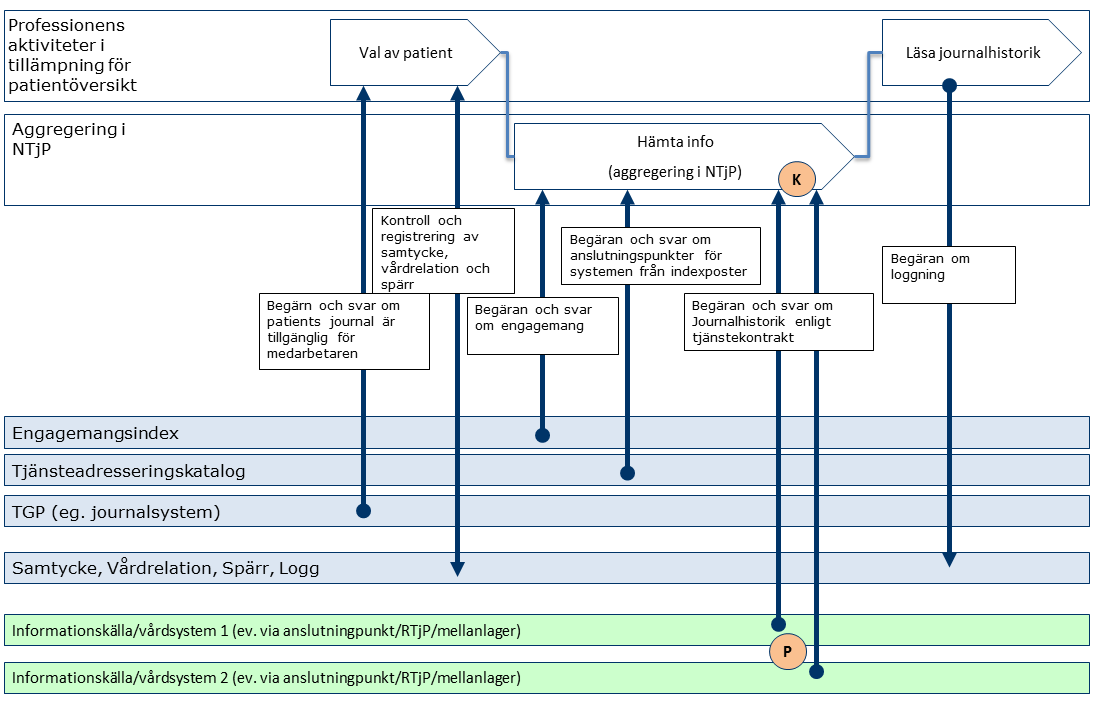 Professionens
aktiviteter i
tillämpning för
patientöversikt
Val av patient
Läsa journalhistorik
Aggregering i
NTjP
Hämta info
(aggregering i NTjP)
K
Kontroll och
registrering av
samtycke,
vårdrelation och
spärr
Begäran och svar om
anslutningspunkter för
systemen från indexposter
Begäran om
loggning
Begärn och svar om
patients journal är
tillgänglig för
medarbetaren
Begäran och svar
om engagemang
Begäran och svar om
Journalhistorik enligt
tjänstekontrakt
Engagemangsindex
Tjänsteadresseringskatalog
TGP (eg. journalsystem)
Samtycke, Vårdrelation, Spärr, Logg
Informationskälla/vårdsystem 1 (ev. via anslutningpunkt/RTjP/mellanlager)
P
Informationskälla/vårdsystem 2 (ev. via anslutningpunkt/RTjP/mellanlager)